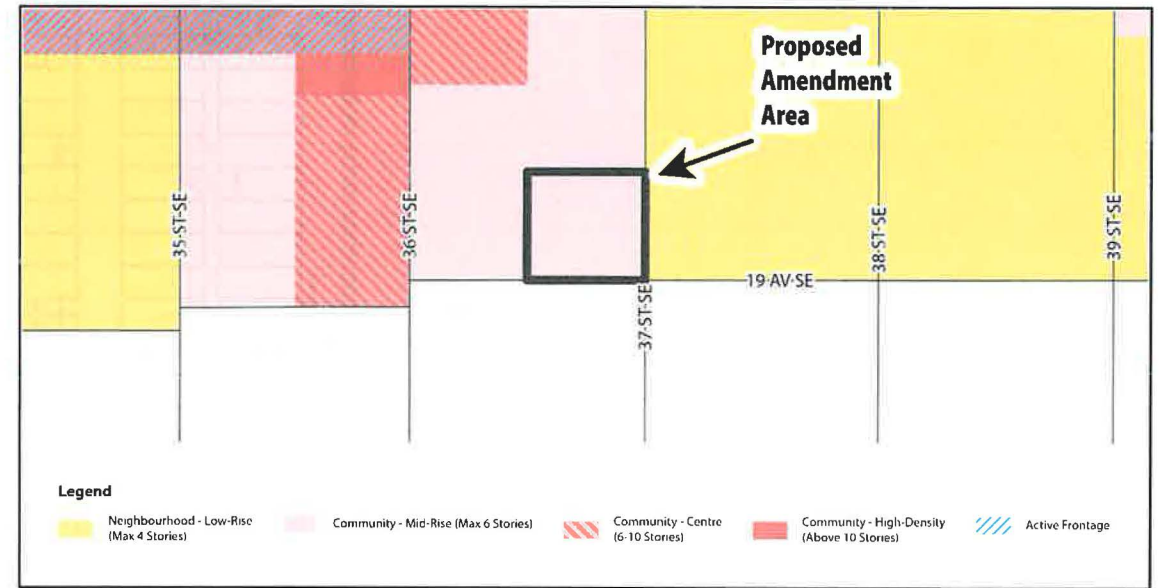 Proposed
Amendment
Area
35-ST-SE
36-ST-SE
37-ST-SE
38-ST-SE
39-ST-SE
19-AV-SE
Legend
Neighbourhood - Low-Rise
(Max 4 Stories)
Community - Mid-Rise (Max 6 Stories)
Community - Centre
(6-10 Stories)
Community - High-Density
(Above 10 Stories)
Active Frontage